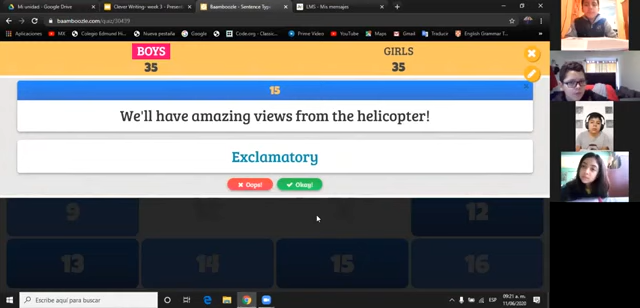 Mi unidad - Google Drive
Clever Writing- week 3 - Present
Baamboozle - Sentence Typ
LMS - Mis mensajes
baamboozle.com/quiz/30439
Aplicaciones
MX
Colegio Edmund H
Nueva pestaña
Google
Code.org - Classic
Prime Video
YouTube
Maps
Gmail
Traducir
English Grammar T
BOYS
GIRLS
35
35
15
We'll have amazing views from the helicopter!
Exclamatory
Oops!
Okay!
9
12
13
14
15
16
Escribe aquí para buscar
ESP
09:21 a. m.
11/06/2020